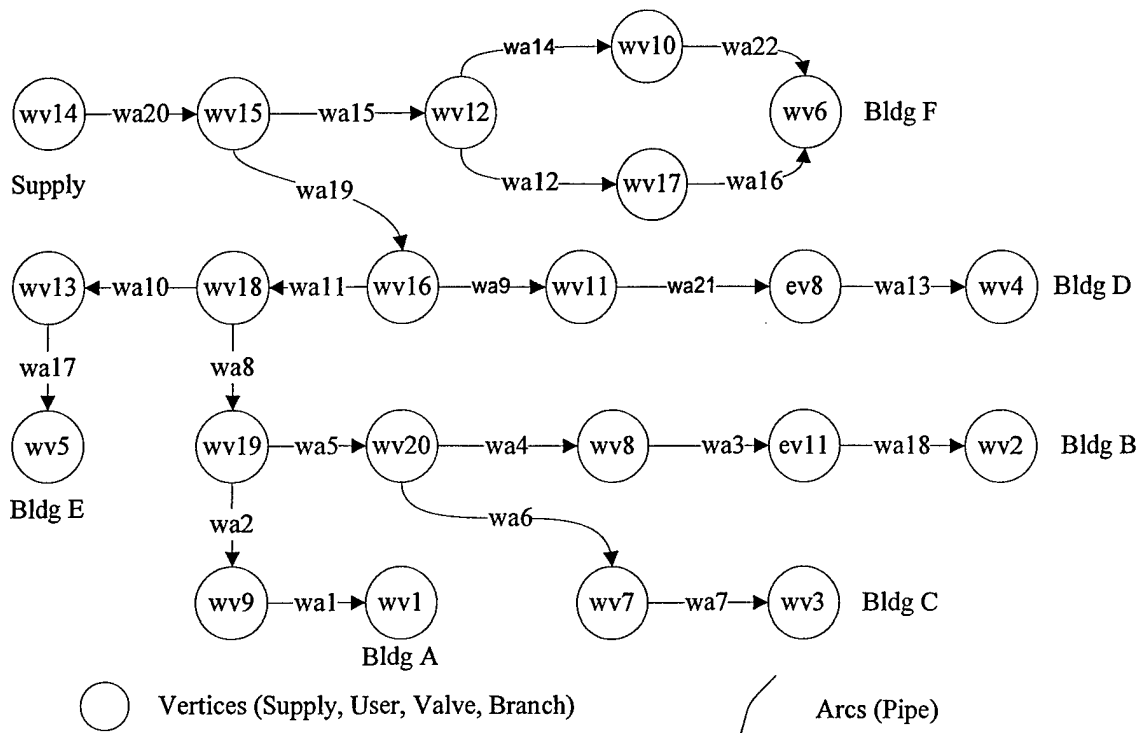 wa14 wv10 wa22
wv14 wa20 wv15 wa15 wv12 wv6 Bldg F
Supply wa19 wa12 wv17 wa16
wv13 wa10 wv18 wa11 wv16 wa9 wv11 wa21 ev8 wa13 wv4 Bldg D
wa17 wa8
wv5 wv19 wa5 wv20 wa4 wv8 wa3 ev11 wa18 wv2 Bldg B
Bldg E wa2 wa6
wv9 wa1 wv1 wv7 wa7 wv3 Bldg C
Bldg A
Vertices (Supply, User, Valve, Branch) Arcs (Pipe)